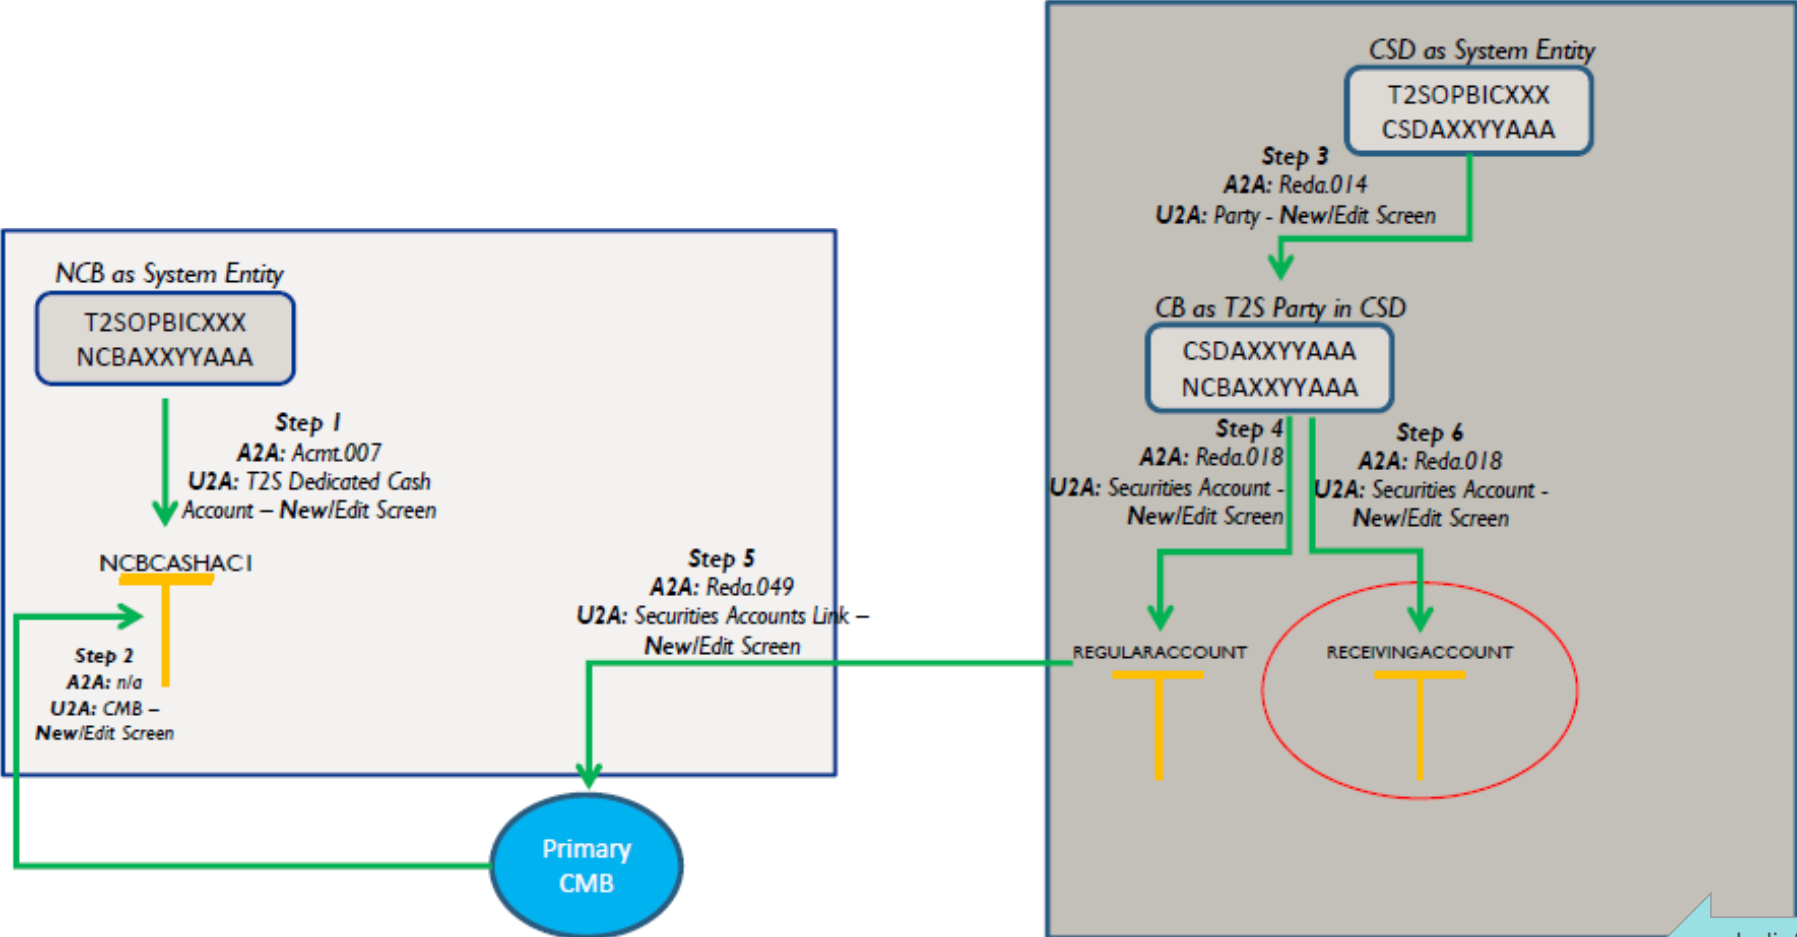 CSD as System Entity
T2SOPBICXXX
CSDAXXYYAAA
Step 3
A2A: Reda.014
U2A: Party - New/Edit Screen
NCB as System Entity
T2SOPBICXXX
NCBAXXYYAAA
CB as T2S Party in CSD
CSDAXXYYAAA
NCBAXXYYAAA
Step 1
A2A: Acmt.007
U2A: T2S Dedicated Cash
Account – New/Edit Screen
Step 4
A2A: Reda.018
U2A: Securities Account -
New/Edit Screen
Step 6
A2A: Reda.018
U2A: Securities Account -
New/Edit Screen
NCBCASHAC1
Step 5
A2A: Reda.049
U2A: Securities Accounts Link –
New/Edit Screen
Step 2
A2A: n/a
U2A: CMB –
New/Edit Screen
REGULARACCOUNT
RECEIVINGACCOUNT
Primary
CMB